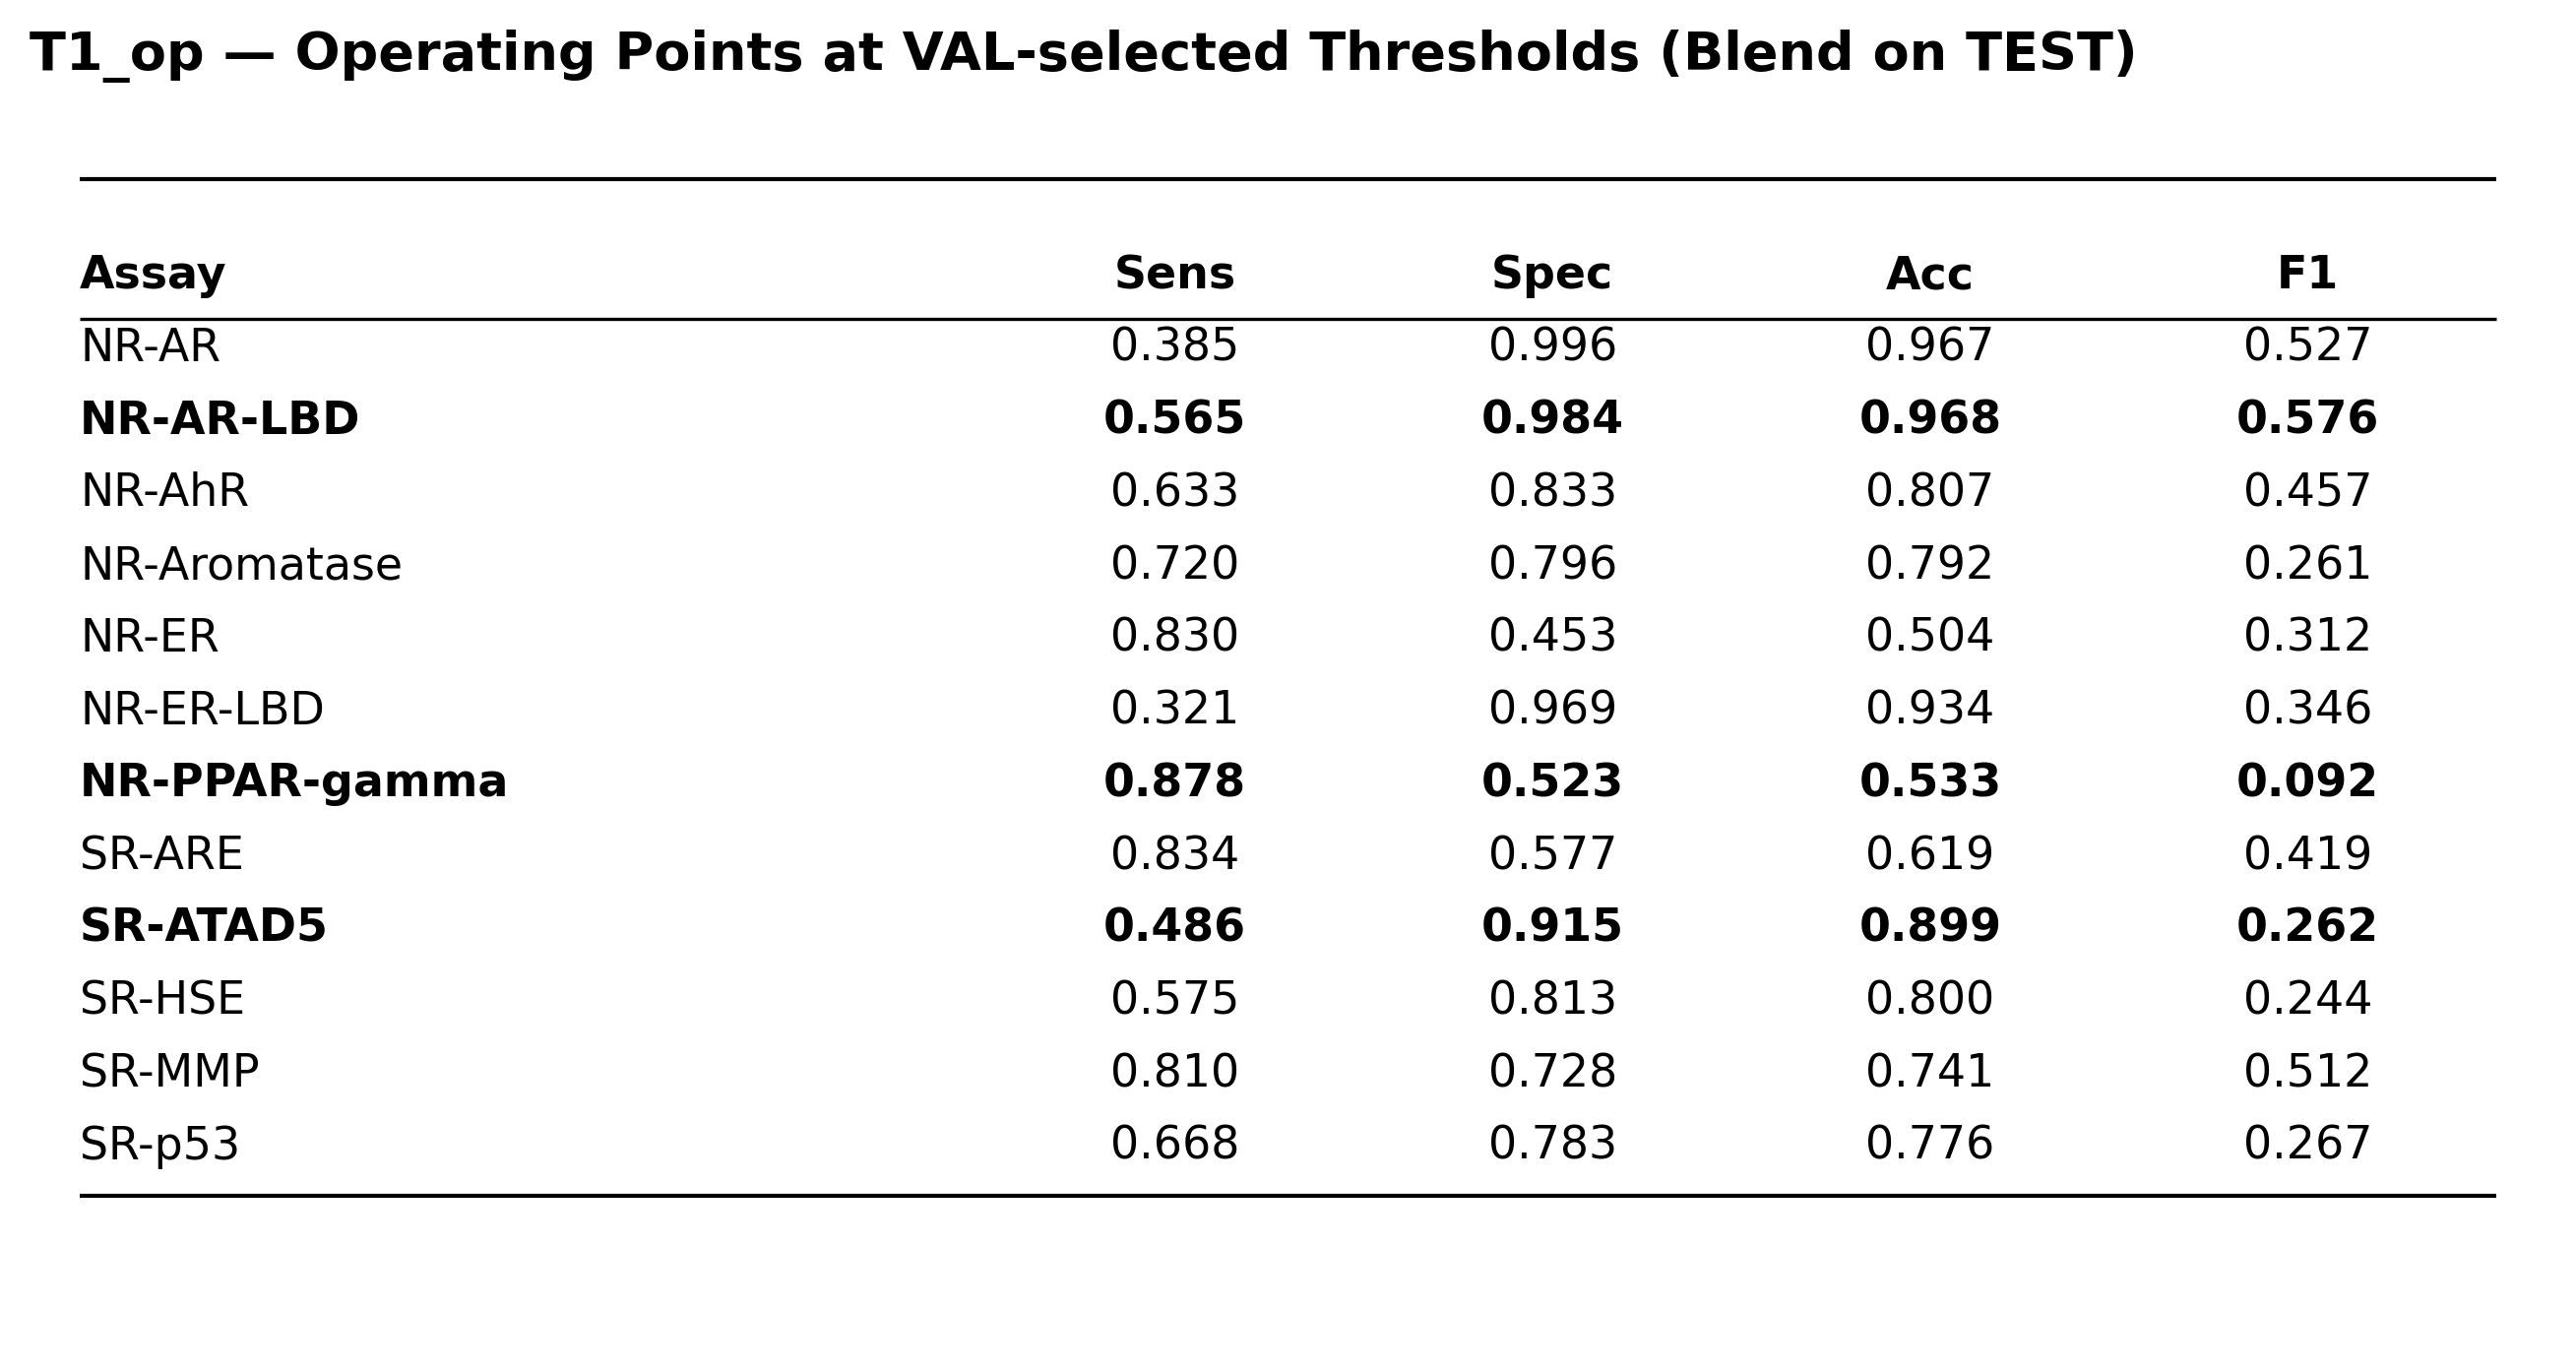 T1_op — Operating Points at VAL-selected Thresholds (Blend on TEST)
Assay Sens Spec Acc F1
NR-AR 0.385 0.996 0.967 0.527
NR-AR-LBD 0.565 0.984 0.968 0.576
NR-AhR 0.633 0.833 0.807 0.457
NR-Aromatase 0.720 0.796 0.792 0.261
NR-ER 0.830 0.453 0.504 0.312
NR-ER-LBD 0.321 0.969 0.934 0.346
NR-PPAR-gamma 0.878 0.523 0.533 0.092
SR-ARE 0.834 0.577 0.619 0.419
SR-ATAD5 0.486 0.915 0.899 0.262
SR-HSE 0.575 0.813 0.800 0.244
SR-MMP 0.810 0.728 0.741 0.512
SR-p53 0.668 0.783 0.776 0.267